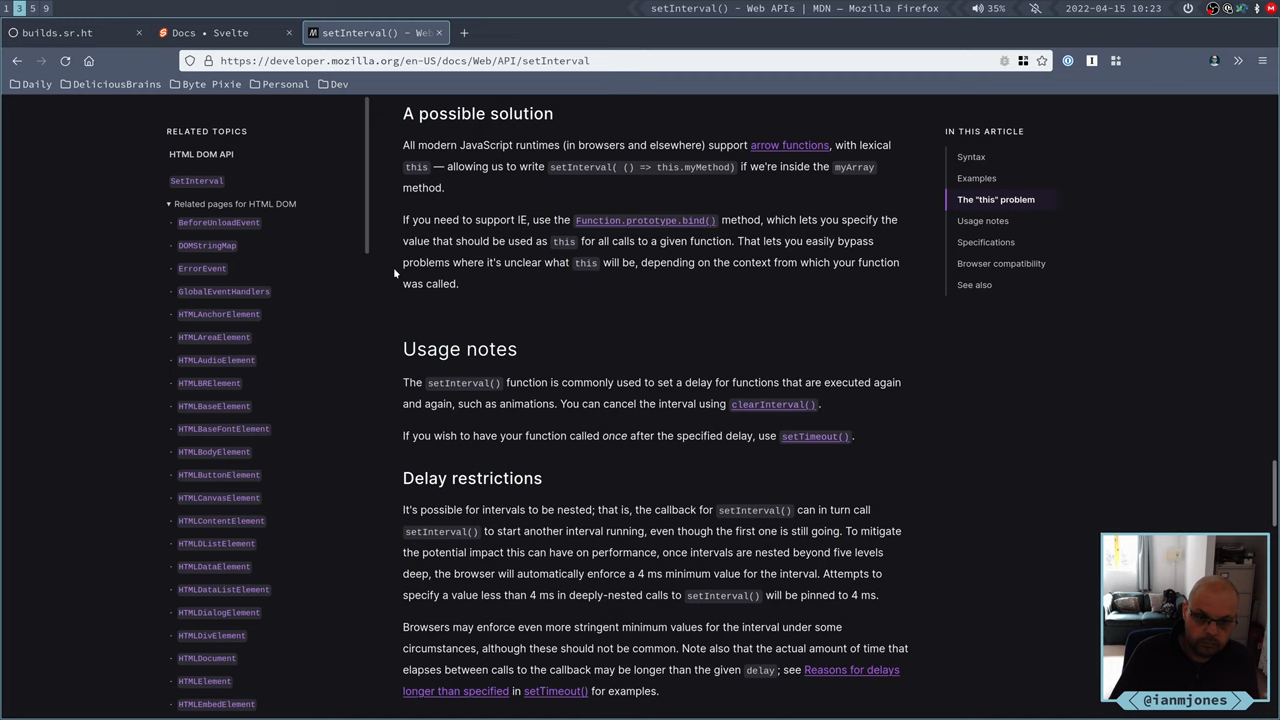 1 3 5 9
setInterval() - Web APIs | MDN — Mozilla Firefox
35%
2022-04-15 10:23
builds.sr.ht
Docs • Svelte
setInterval() - Web
https://developer.mozilla.org/en-US/docs/Web/API/setInterval
Daily
DeliciousBrains
Byte Pixie
Personal
Dev
RELATED TOPICS
HTML DOM API
SetInterval
Related pages for HTML DOM
BeforeUnloadEvent
DOMStringMap
ErrorEvent
GlobalEventHandlers
HTMLAnchorElement
HTMLAreaElement
HTMLAudioElement
HTMLBRElement
HTMLBaseElement
HTMLBaseFontElement
HTMLBodyElement
HTMLButtonElement
HTMLCanvasElement
HTMLContentElement
HTMLDListElement
HTMLDataElement
HTMLDataListElement
HTMLDialogElement
HTMLDivElement
HTMLDocument
HTMLElement
HTMLEmbedElement
A possible solution
All modern JavaScript runtimes (in browsers and elsewhere) support arrow functions, with lexical
this — allowing us to write setInterval( () => this.myMethod) if we're inside the myArray
method.
If you need to support IE, use the Function.prototype.bind() method, which lets you specify the
value that should be used as this for all calls to a given function. That lets you easily bypass
problems where it's unclear what this will be, depending on the context from which your function
was called.
Usage notes
The setInterval() function is commonly used to set a delay for functions that are executed again
and again, such as animations. You can cancel the interval using clearInterval().
If you wish to have your function called once after the specified delay, use setTimeout().
Delay restrictions
It's possible for intervals to be nested; that is, the callback for setInterval() can in turn call
setInterval() to start another interval running, even though the first one is still going. To mitigate
the potential impact this can have on performance, once intervals are nested beyond five levels
deep, the browser will automatically enforce a 4 ms minimum value for the interval. Attempts to
specify a value less than 4 ms in deeply-nested calls to setInterval() will be pinned to 4 ms.
Browsers may enforce even more stringent minimum values for the interval under some
circumstances, although these should not be common. Note also that the actual amount of time that
elapses between calls to the callback may be longer than the given delay; see Reasons for delays
longer than specified in setTimeout() for examples.
IN THIS ARTICLE
Syntax
Examples
The "this" problem
Usage notes
Specifications
Browser compatibility
See also
@ianmjones